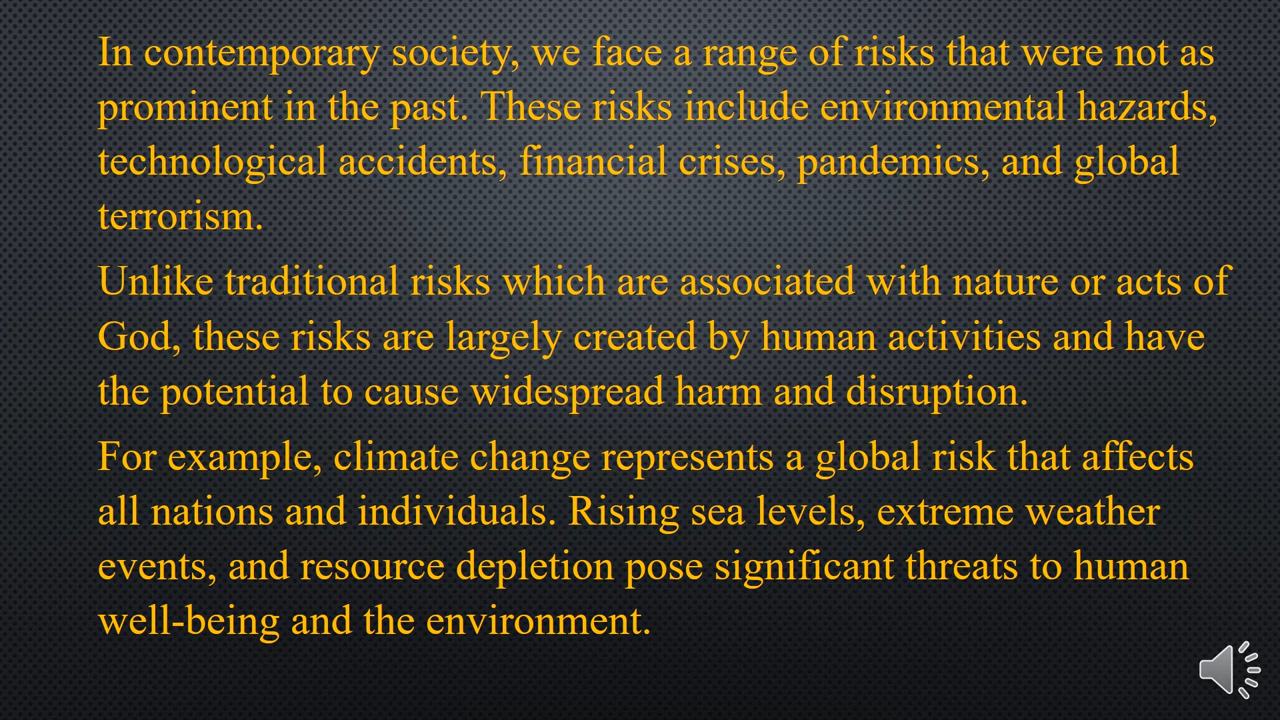 In contemporary society, we face a range of risks that were not as
prominent in the past. These risks include environmental hazards,
technological accidents, financial crises, pandemics, and global
terrorism.
Unlike traditional risks which are associated with nature or acts of
God, these risks are largely created by human activities and have
the potential to cause widespread harm and disruption.
For example, climate change represents a global risk that affects
all nations and individuals. Rising sea levels, extreme weather
events, and resource depletion pose significant threats to human
well-being and the environment.